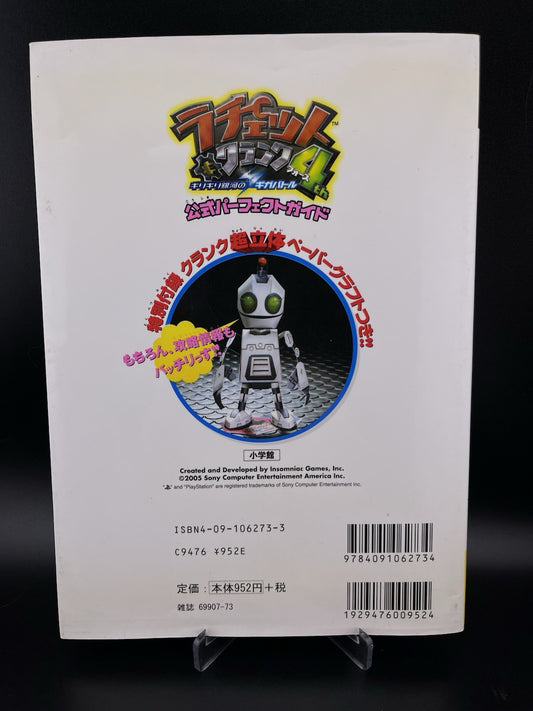 ラチェット&クランク4th
ギリギリ銀河のギガバトル
公式パーフェクトガイド
特別付録 クランク超立体ペーパークラフトつき!!
もちろん、攻略情報も
バッチリっす!!
小学館
Created and Developed by Insomniac Games, Inc.
©2005 Sony Computer Entertainment America Inc.
" " and "PlayStation" are registered trademarks of Sony Computer Entertainment Inc.
ISBN4-09-106273-3
C9476 ¥952E
9784091062734
定価:本体952円+税
雑誌 69907-73
1929476009524